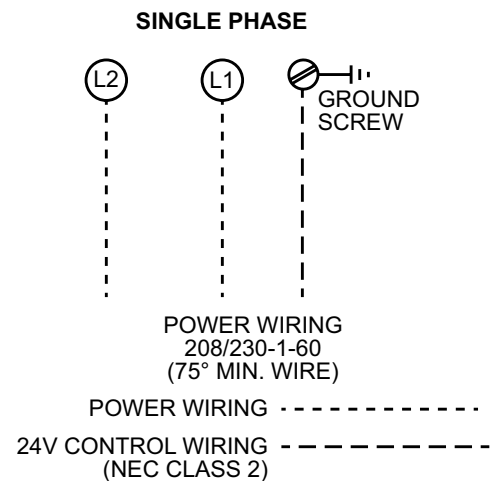 SINGLE PHASE
L2
L1
GROUND
SCREW
POWER WIRING
208/230-1-60
(75° MIN. WIRE)
POWER WIRING
24V CONTROL WIRING
(NEC CLASS 2)